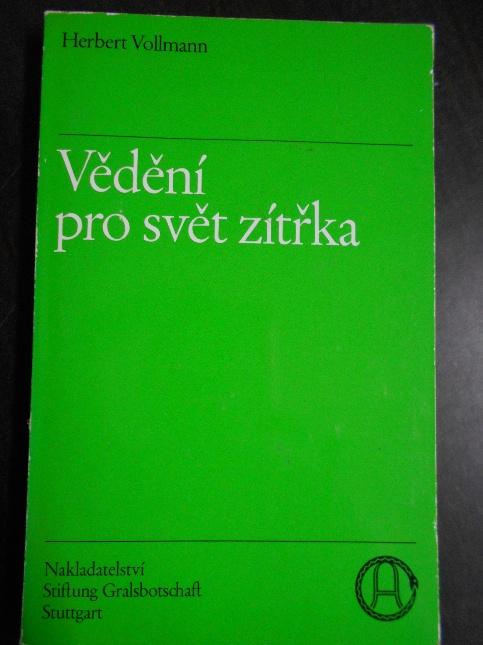 Herbert Vollmann
Vědění
pro svět zítřka
Nakladatelství
Stiftung Gralsbotschaft
Stuttgart